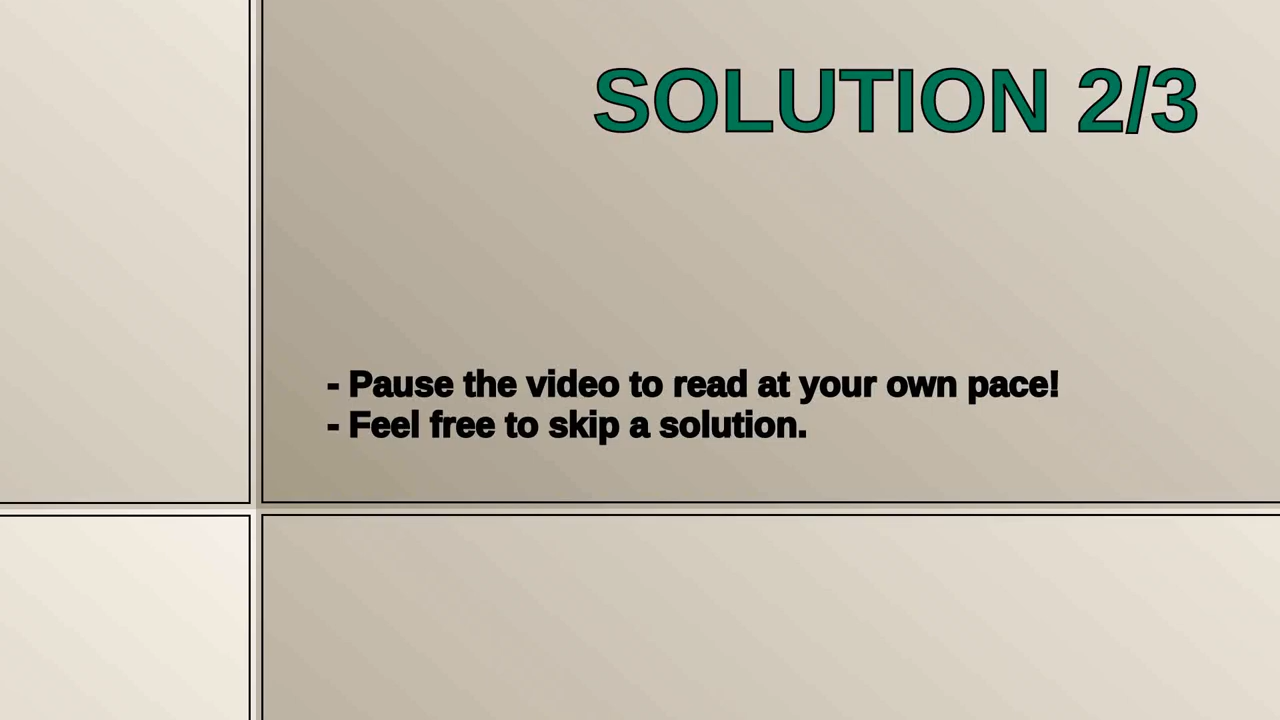 SOLUTION 2/3
- Pause the video to read at your own pace!
- Feel free to skip a solution.